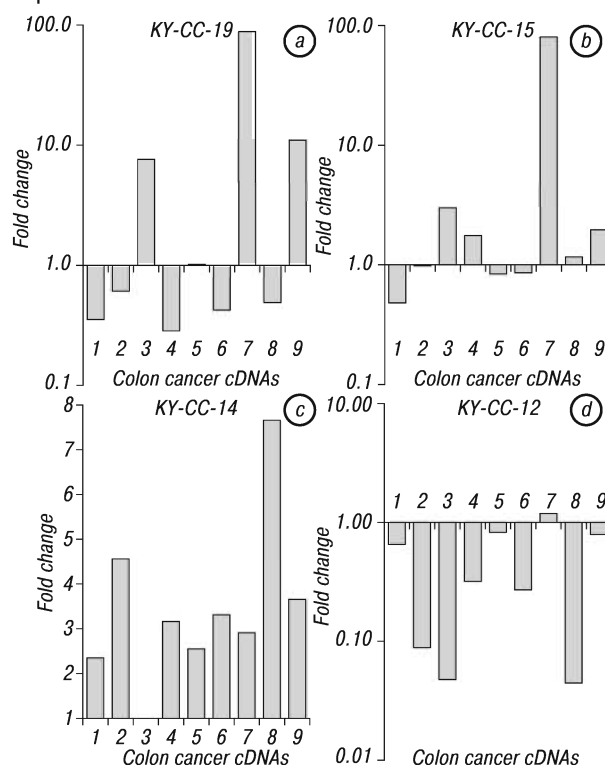 KY-CC-19
a
100.0
10.0
1.0
0.1
Fold change
1 2 3 4 5 6 7 8 9
Colon cancer cDNAs
KY-CC-15
b
100.0
10.0
1.0
0.1
Fold change
1 2 3 4 5 6 7 8 9
Colon cancer cDNAs
KY-CC-14
c
8
7
6
5
4
3
2
1
Fold change
1 2 3 4 5 6 7 8 9
Colon cancer cDNAs
KY-CC-12
d
10.00
1.00
0.10
0.01
Fold change
1 2 3 4 5 6 7 8 9
Colon cancer cDNAs